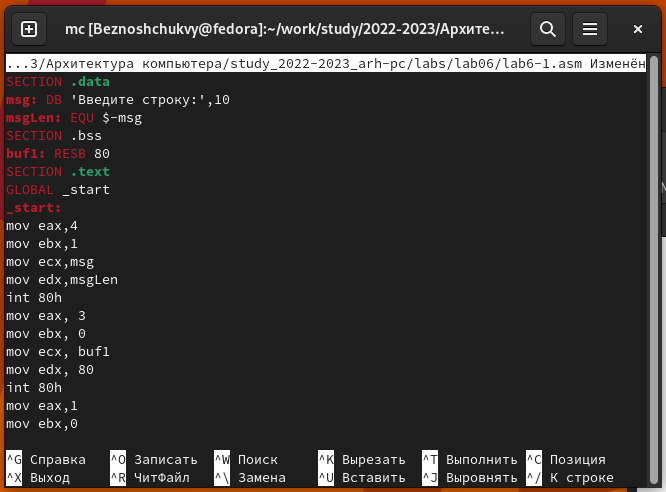 mc [Beznoshchukvy@fedora]:~/work/study/2022-2023/Архите...
...3/Архитектура компьютера/study_2022-2023_arh-pc/labs/lab06/lab6-1.asm Изменён
SECTION .data
msg: DB 'Введите строку:',10
msgLen: EQU $-msg
SECTION .bss
buf1: RESB 80
SECTION .text
GLOBAL _start
_start:
mov eax,4
mov ebx,1
mov ecx,msg
mov edx,msgLen
int 80h
mov eax, 3
mov ebx, 0
mov ecx, buf1
mov edx, 80
int 80h
mov eax,1
mov ebx,0
^G Справка ^O Записать ^W Поиск ^K Вырезать ^T Выполнить ^C Позиция
^X Выход ^R ЧитФайл ^\ Замена ^U Вставить ^J Выровнять ^/ К строке